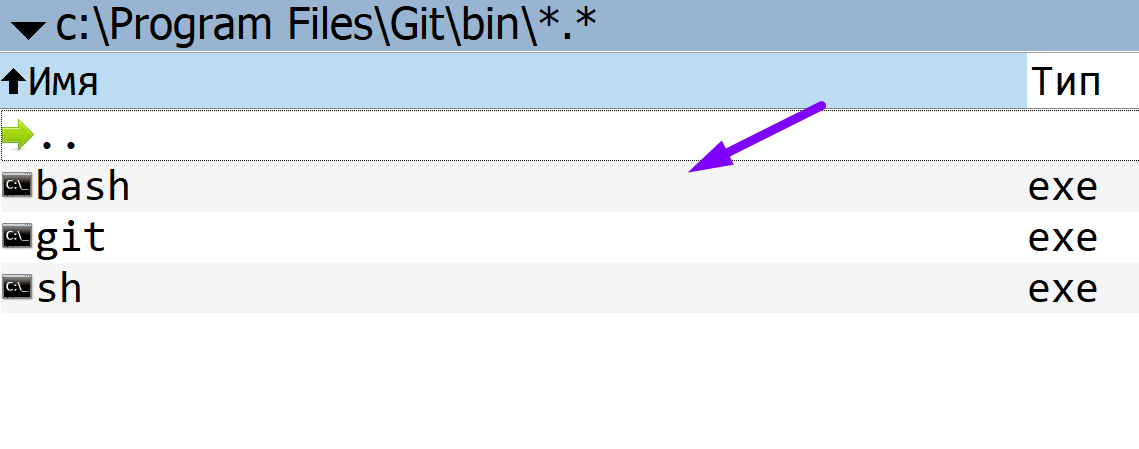 c:\Program Files\Git\bin\*.*
Имя Тип
..
bash exe
git exe
sh exe